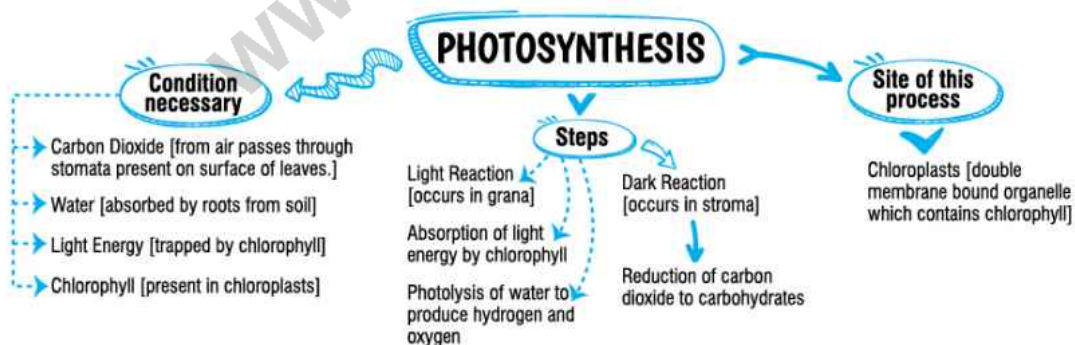 PHOTOSYNTHESIS
Condition
necessary
Carbon Dioxide [from air passes through
stomata present on surface of leaves.]
Water [absorbed by roots from soil]
Light Energy [trapped by chlorophyll]
Chlorophyll [present in chloroplasts]
Steps
Light Reaction
[occurs in grana]
Absorption of light
energy by chlorophyll
Photolysis of water to
produce hydrogen and
oxygen
Dark Reaction
[occurs in stroma]
Reduction of carbon
dioxide to carbohydrates
Site of this
process
Chloroplasts [double
membrane bound organelle
which contains chlorophyll]